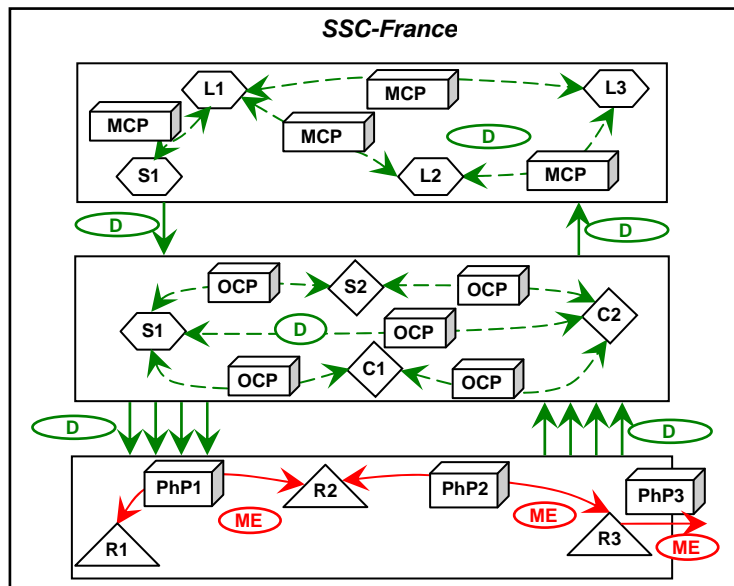 SSC-France
L1
MCP
L3
MCP
MCP
D
S1
L2
MCP
D
D
OCP
S2
OCP
S1
D
OCP
C2
OCP
C1
OCP
D
D
PhP1
R2
PhP2
PhP3
ME
ME
R1
R3
ME